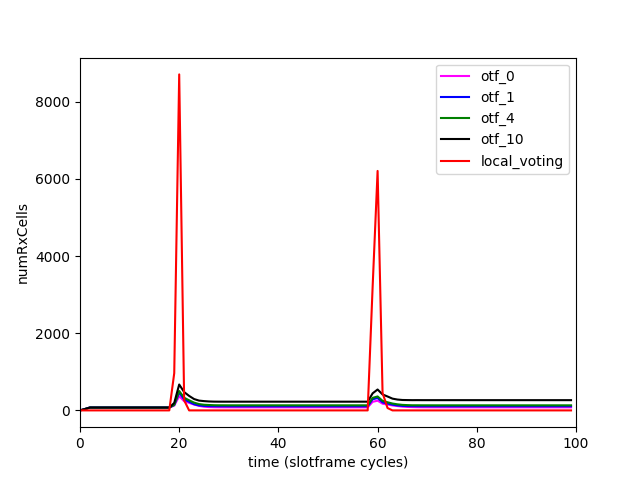 8000
6000
4000
2000
0
numRxCells
0 20 40 60 80 100
time (slotframe cycles)
otf_0
otf_1
otf_4
otf_10
local_voting